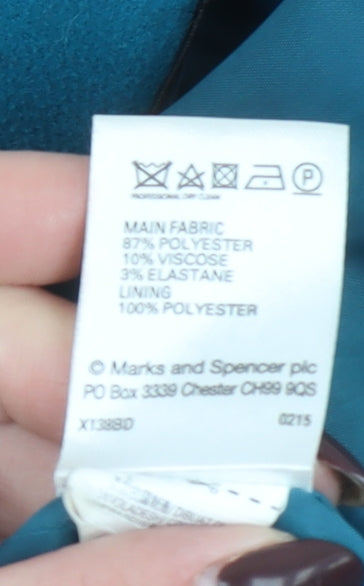 P
PROFESSIONAL DRY CLEAN
MAIN FABRIC
87% POLYESTER
10% VISCOSE
3% ELASTANE
LINING
100% POLYESTER
© Marks and Spencer plc
PO Box 3339 Chester CH99 9QS
X138BD 0215